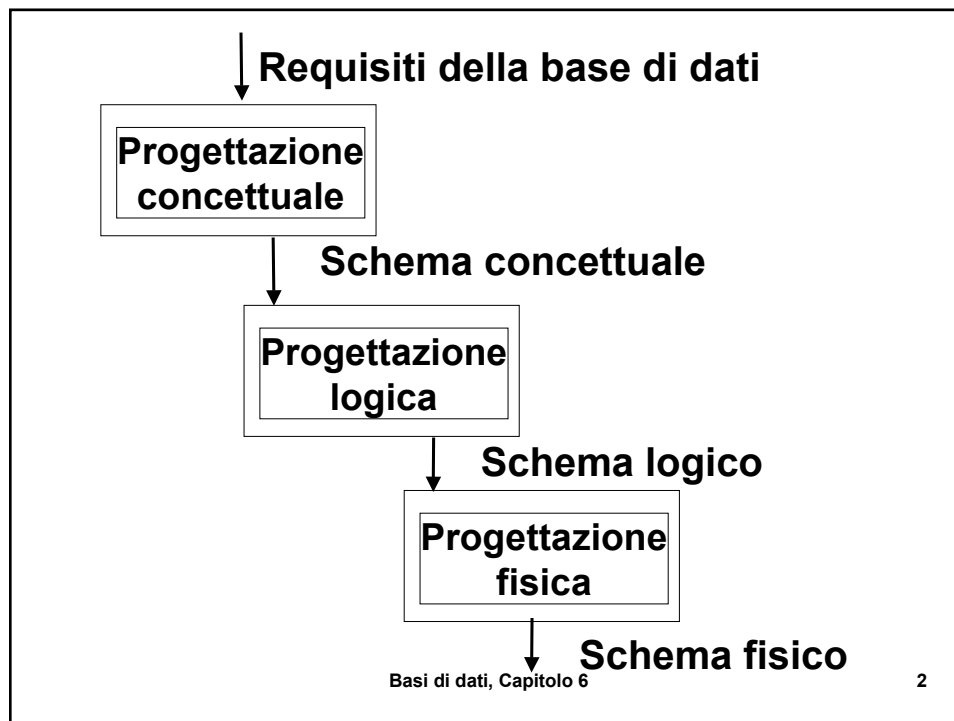 Requisiti della base di dati
Progettazione
concettuale
Schema concettuale
Progettazione
logica
Schema logico
Progettazione
fisica
Schema fisico
Basi di dati, Capitolo 6
2